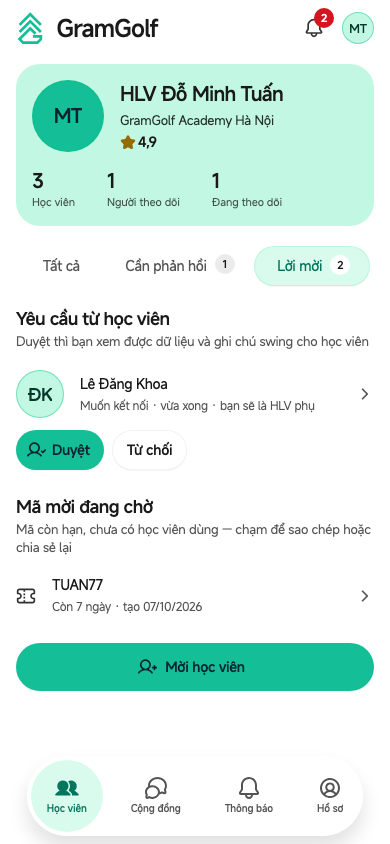 GramGolf
2
MT
MT
HLV Đỗ Minh Tuấn
GramGolf Academy Hà Nội
4,9
3
1
1
Học viên
Người theo dõi
Đang theo dõi
Tất cả
Cần phản hồi 1
Lời mời 2
Yêu cầu từ học viên
Duyệt thì bạn xem được dữ liệu và ghi chú swing cho học viên
ĐK
Lê Đăng Khoa
Muốn kết nối · vừa xong · bạn sẽ là HLV phụ
Duyệt
Từ chối
Mã mời đang chờ
Mã còn hạn, chưa có học viên dùng — chạm để sao chép hoặc
chia sẻ lại
TUAN77
Còn 7 ngày · tạo 07/10/2026
Mời học viên
Học viên
Cộng đồng
Thông báo
Hồ sơ